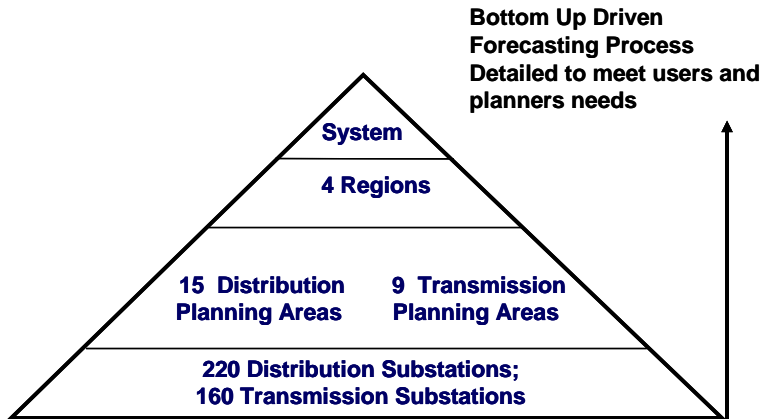 Bottom Up Driven
Forecasting Process
Detailed to meet users and
planners needs
System
4 Regions
15 Distribution
Planning Areas
9 Transmission
Planning Areas
220 Distribution Substations;
160 Transmission Substations